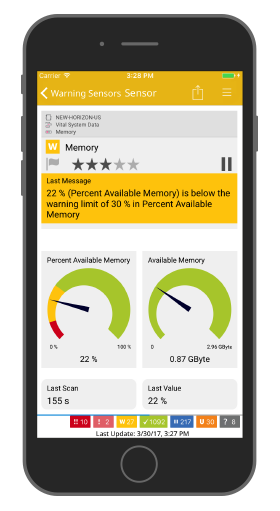 Carrier 3:28 PM
Warning Sensors Sensor
NEW-HORIZON-US
Vital System Data
Memory
W Memory
Last Message
22 % (Percent Available Memory) is below the
warning limit of 30 % in Percent Available
Memory
Percent Available Memory Available Memory
0 % 100 % 0 2.96 GByte
22 % 0.87 GByte
Last Scan Last Value
155 s 22 %
!! 10 ! 2 W 27 ✓ 1092 II 217 U 30 ? 8
Last Update: 3/30/17, 3:27 PM